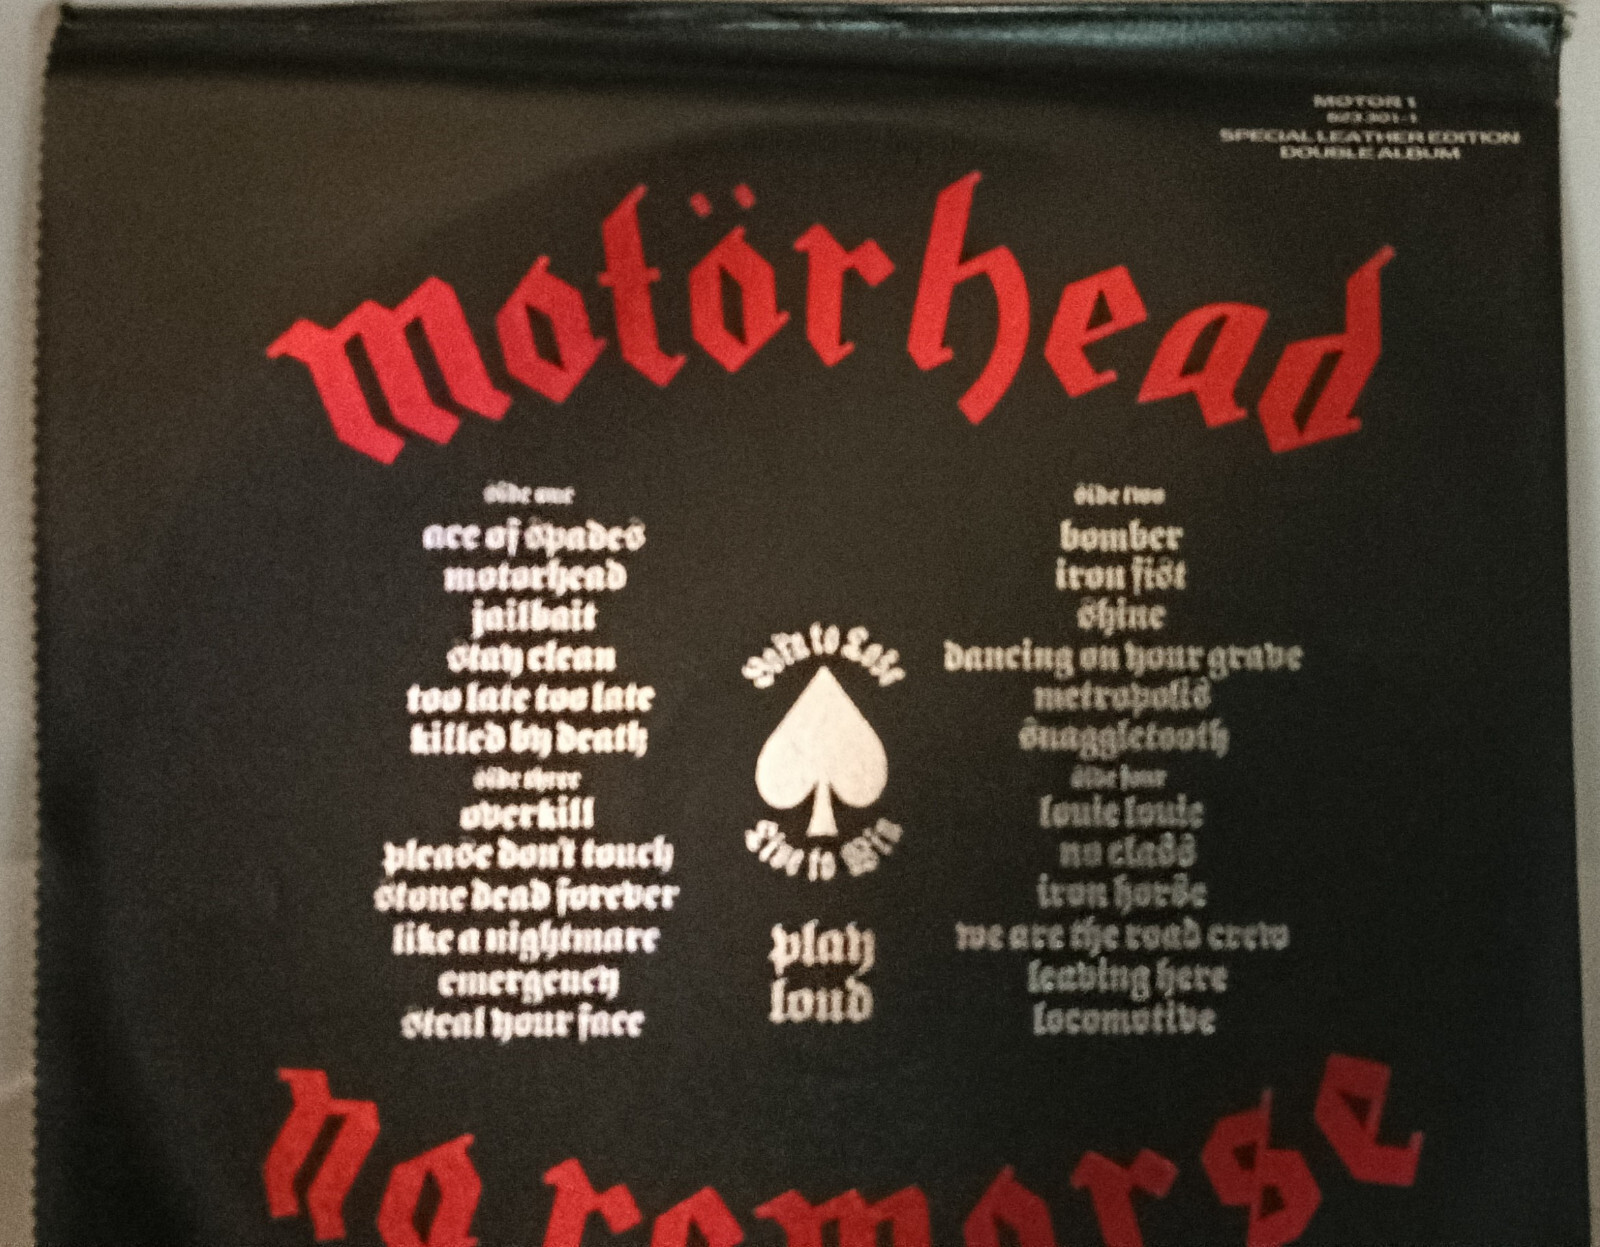 MOTOR 1
823 301-1
SPECIAL LEATHER EDITION
DOUBLE ALBUM
motörhead
side one
ace of spades
motorhead
jailbait
stay clean
too late too late
killed by death
side two
bomber
iron fist
shine
dancing on your grave
metropolis
snaggletooth
Born to Lose
Live to Win
play
loud
side three
overkill
please don't touch
stone dead forever
like a nightmare
emergency
steal your face
side four
louie louie
no class
iron horse
we are the road crew
leaving here
locomotive
no remorse